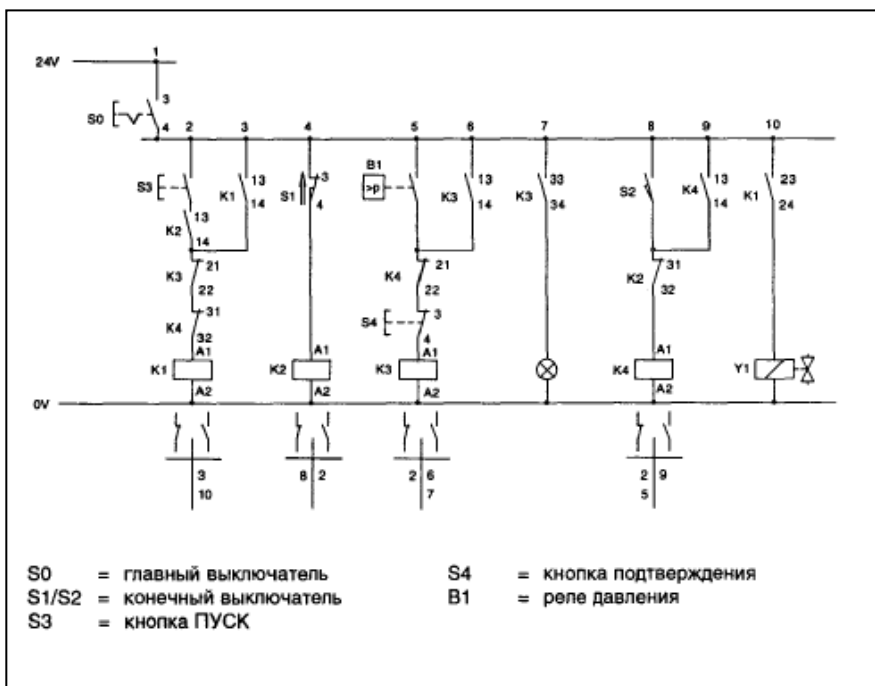 1
24V
3
S0
4
2 3 4 5 6 7 8 9 10
B1
S3 K1 13 14 S1 3 4 >p K3 13 14 K3 33 34 S2 K4 13 14 K1 23 24
K2 13 14
K3 21 22 K4 21 22 K2 31 32
K4 31 32 S4 3 4
A1 A1 A1 A1
K1 K2 K3 K4 Y1
A2 A2 A2 A2
0V
3 8 2 2 6 2 9
10 7 5
S0 = главный выключатель
S1/S2 = конечный выключатель
S3 = кнопка ПУСК
S4 = кнопка подтверждения
B1 = реле давления